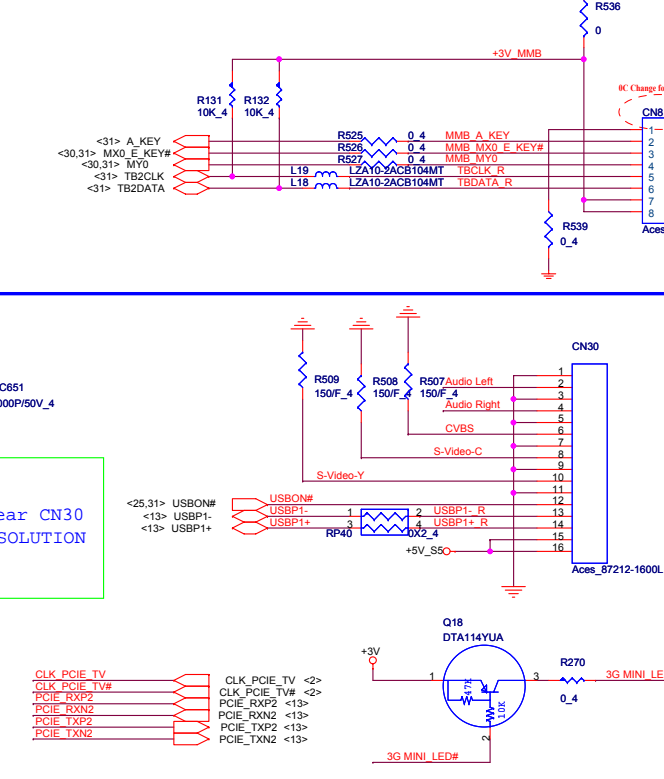 R536
0
+3V_MMB
0C Change fo
R131
10K_4
R132
10K_4
CN8
<31> A_KEY
R525
0_4
MMB_A_KEY
<30,31> MX0_E_KEY#
R526
0_4
MMB_MX0_E_KEY#
<30,31> MY0
R527
0_4
MMB_MY0
<31> TB2CLK
L19
LZA10-2ACB104MT
TBCLK_R
<31> TB2DATA
L18
LZA10-2ACB104MT
TBDATA_R
1
2
3
4
5
6
7
8
Aces
R539
0_4
C651
000P/50V_4
R509
150/F_4
R508
150/F_4
R507
150/F_4
CN30
Audio Left
Audio Right
CVBS
S-Video-C
S-Video-Y
1
2
3
4
5
6
7
8
9
10
11
12
13
14
15
16
ear CN30
SOLUTION
<25,31> USBON#
USBON#
<13> USBP1-
USBP1-
1
2
USBP1-_R
<13> USBP1+
USBP1+
3
4
USBP1+_R
RP40
0X2_4
+5V_S5
Aces_87212-1600L
Q18
DTA114YUA
+3V
1
3
47K
10K
2
R270
0_4
3G MINI_LE
3G MINI_LED#
CLK_PCIE_TV
CLK_PCIE_TV <2>
CLK_PCIE_TV#
CLK_PCIE_TV# <2>
PCIE_RXP2
PCIE_RXP2 <13>
PCIE_RXN2
PCIE_RXN2 <13>
PCIE_TXP2
PCIE_TXP2 <13>
PCIE_TXN2
PCIE_TXN2 <13>